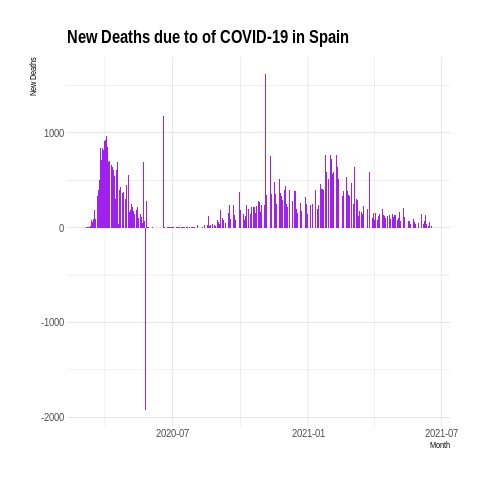 New Deaths due to of COVID-19 in Spain
New Deaths
1000
0
-1000
-2000
2020-07
2021-01
2021-07
Month